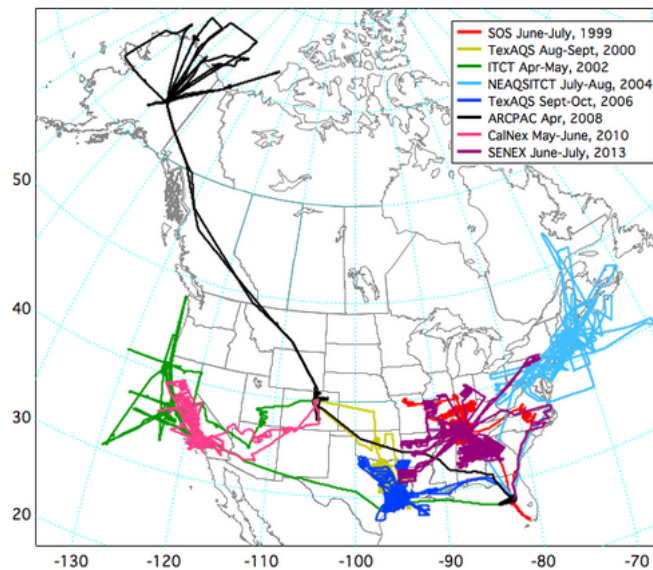 SOS June-July, 1999
TexAQS Aug-Sept, 2000
ITCT Apr-May, 2002
NEAQSITCT July-Aug, 2004
TexAQS Sept-Oct, 2006
ARCPAC Apr, 2008
CalNex May-June, 2010
SENEX June-July, 2013
50
40
30
20
-130 -120 -110 -100 -90 -80 -70